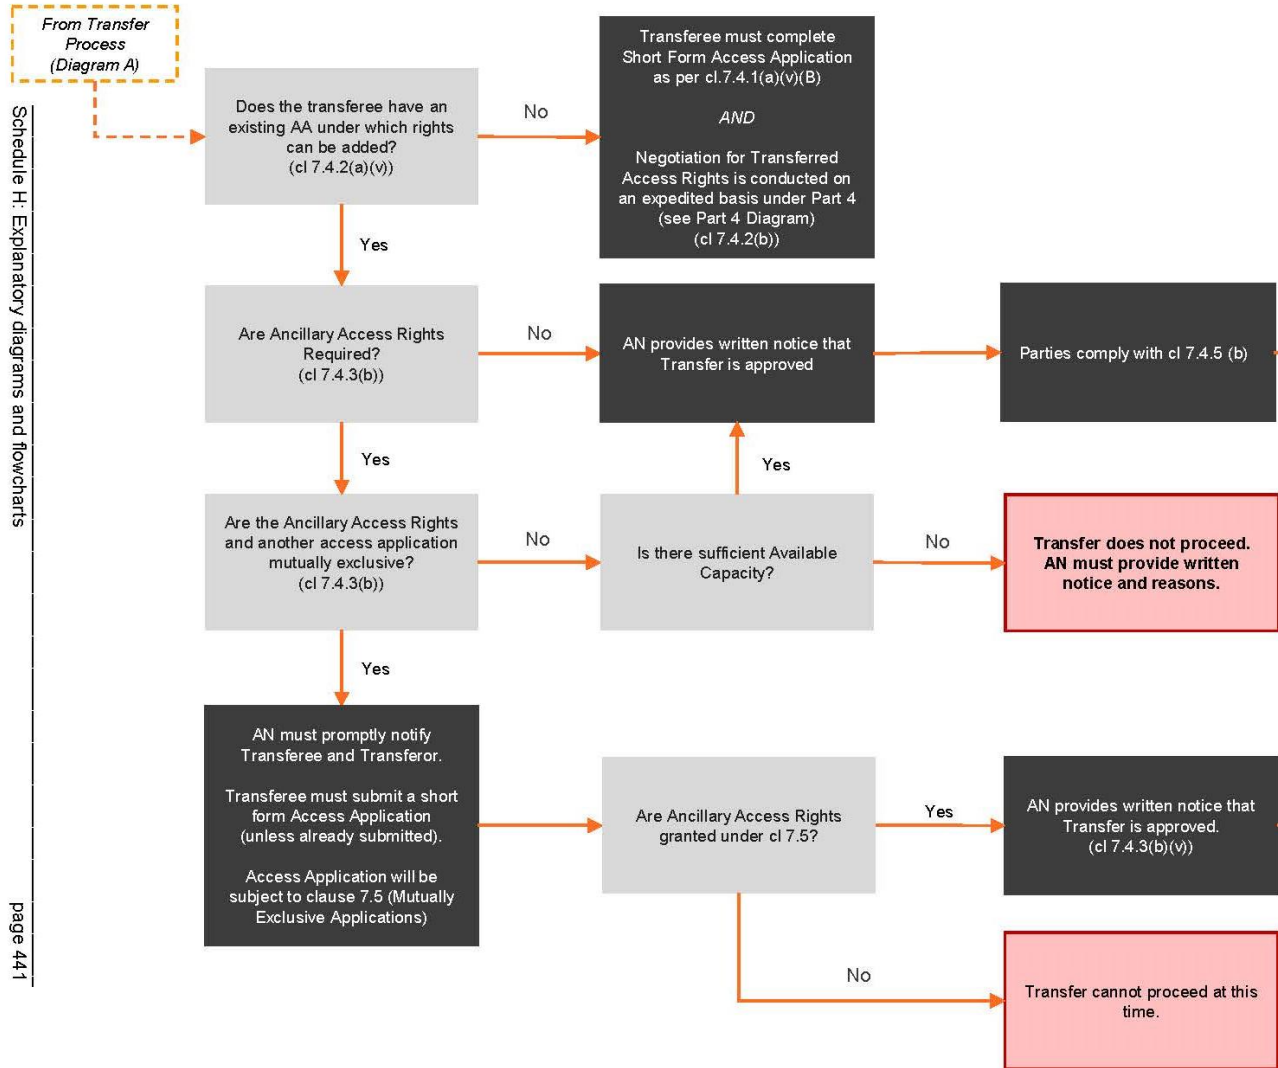 From Transfer
Process
(Diagram A)
Does the transferee have an
existing AA under which rights
can be added?
(cl 7.4.2(a)(v))
No
Transferee must complete
Short Form Access Application
as per cl.7.4.1(a)(v)(B)
AND
Negotiation for Transferred
Access Rights is conducted on
an expedited basis under Part 4
(see Part 4 Diagram)
(cl 7.4.2(b))
Yes
Are Ancillary Access Rights
Required?
(cl 7.4.3(b))
No
AN provides written notice that
Transfer is approved
Parties comply with cl 7.4.5 (b)
Yes
Yes
Are the Ancillary Access Rights
and another access application
mutually exclusive?
(cl 7.4.3(b))
No
Is there sufficient Available
Capacity?
No
Transfer does not proceed.
AN must provide written
notice and reasons.
Yes
AN must promptly notify
Transferee and Transferor.
Transferee must submit a short
form Access Application
(unless already submitted).
Access Application will be
subject to clause 7.5 (Mutually
Exclusive Applications)
Are Ancillary Access Rights
granted under cl 7.5?
Yes
AN provides written notice that
Transfer is approved.
(cl 7.4.3(b)(v))
No
Transfer cannot proceed at this
time.
Schedule H: Explanatory diagrams and flowcharts
page 441